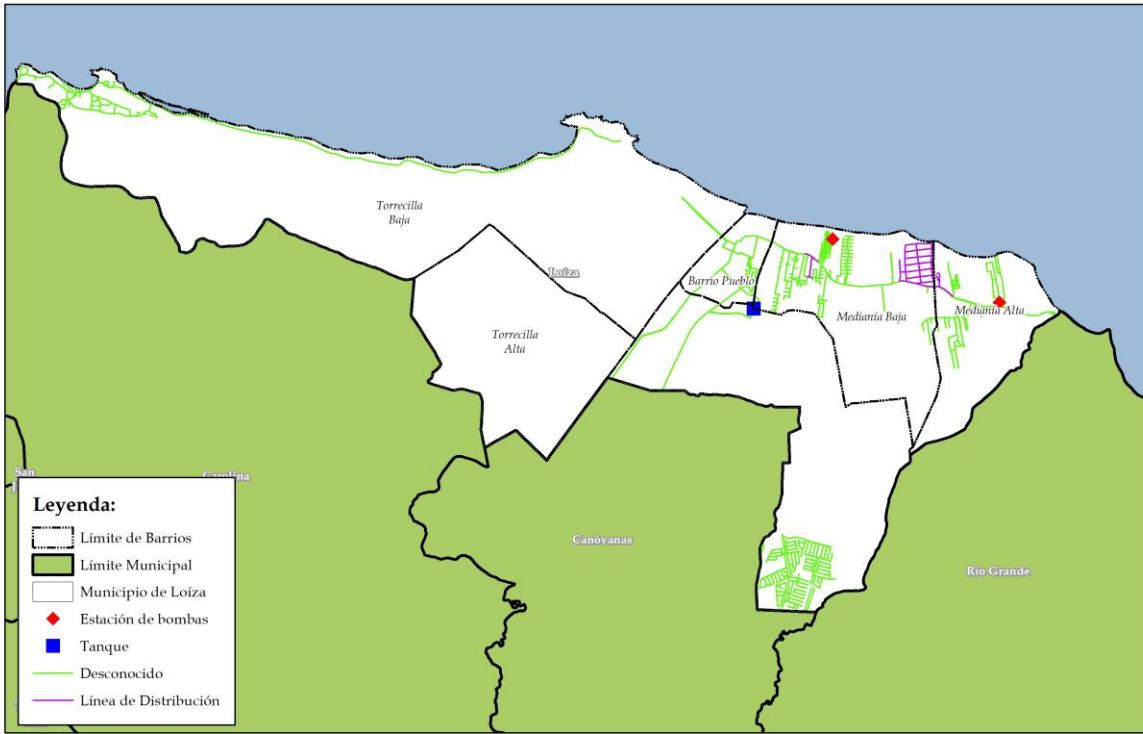 Torrecilla
Baja
Loíza
Barrio Pueblo
Medianía Baja
Medianía Alta
Torrecilla
Alta
San
Carolina
Canóvanas
Río Grande
Leyenda:
Límite de Barrios
Límite Municipal
Municipio de Loíza
Estación de bombas
Tanque
Desconocido
Línea de Distribución